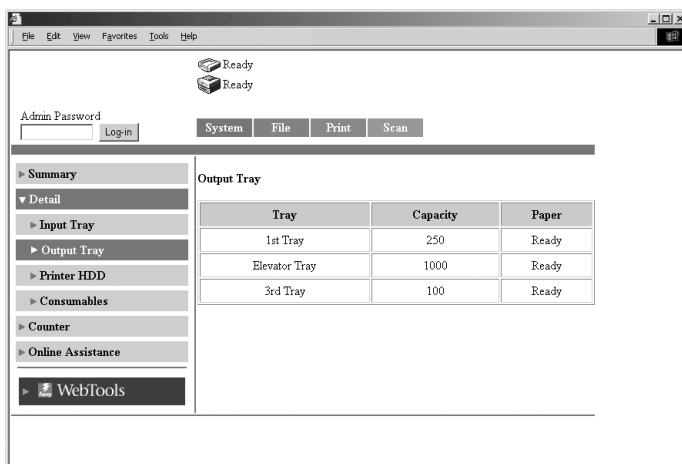 File Edit View Favorites Tools Help
Ready
Ready
Admin Password
Log-in
System File Print Scan
Summary
Detail
Input Tray
Output Tray
Printer HDD
Consumables
Counter
Online Assistance
WebTools
Output Tray
Tray Capacity Paper
1st Tray 250 Ready
Elevator Tray 1000 Ready
3rd Tray 100 Ready